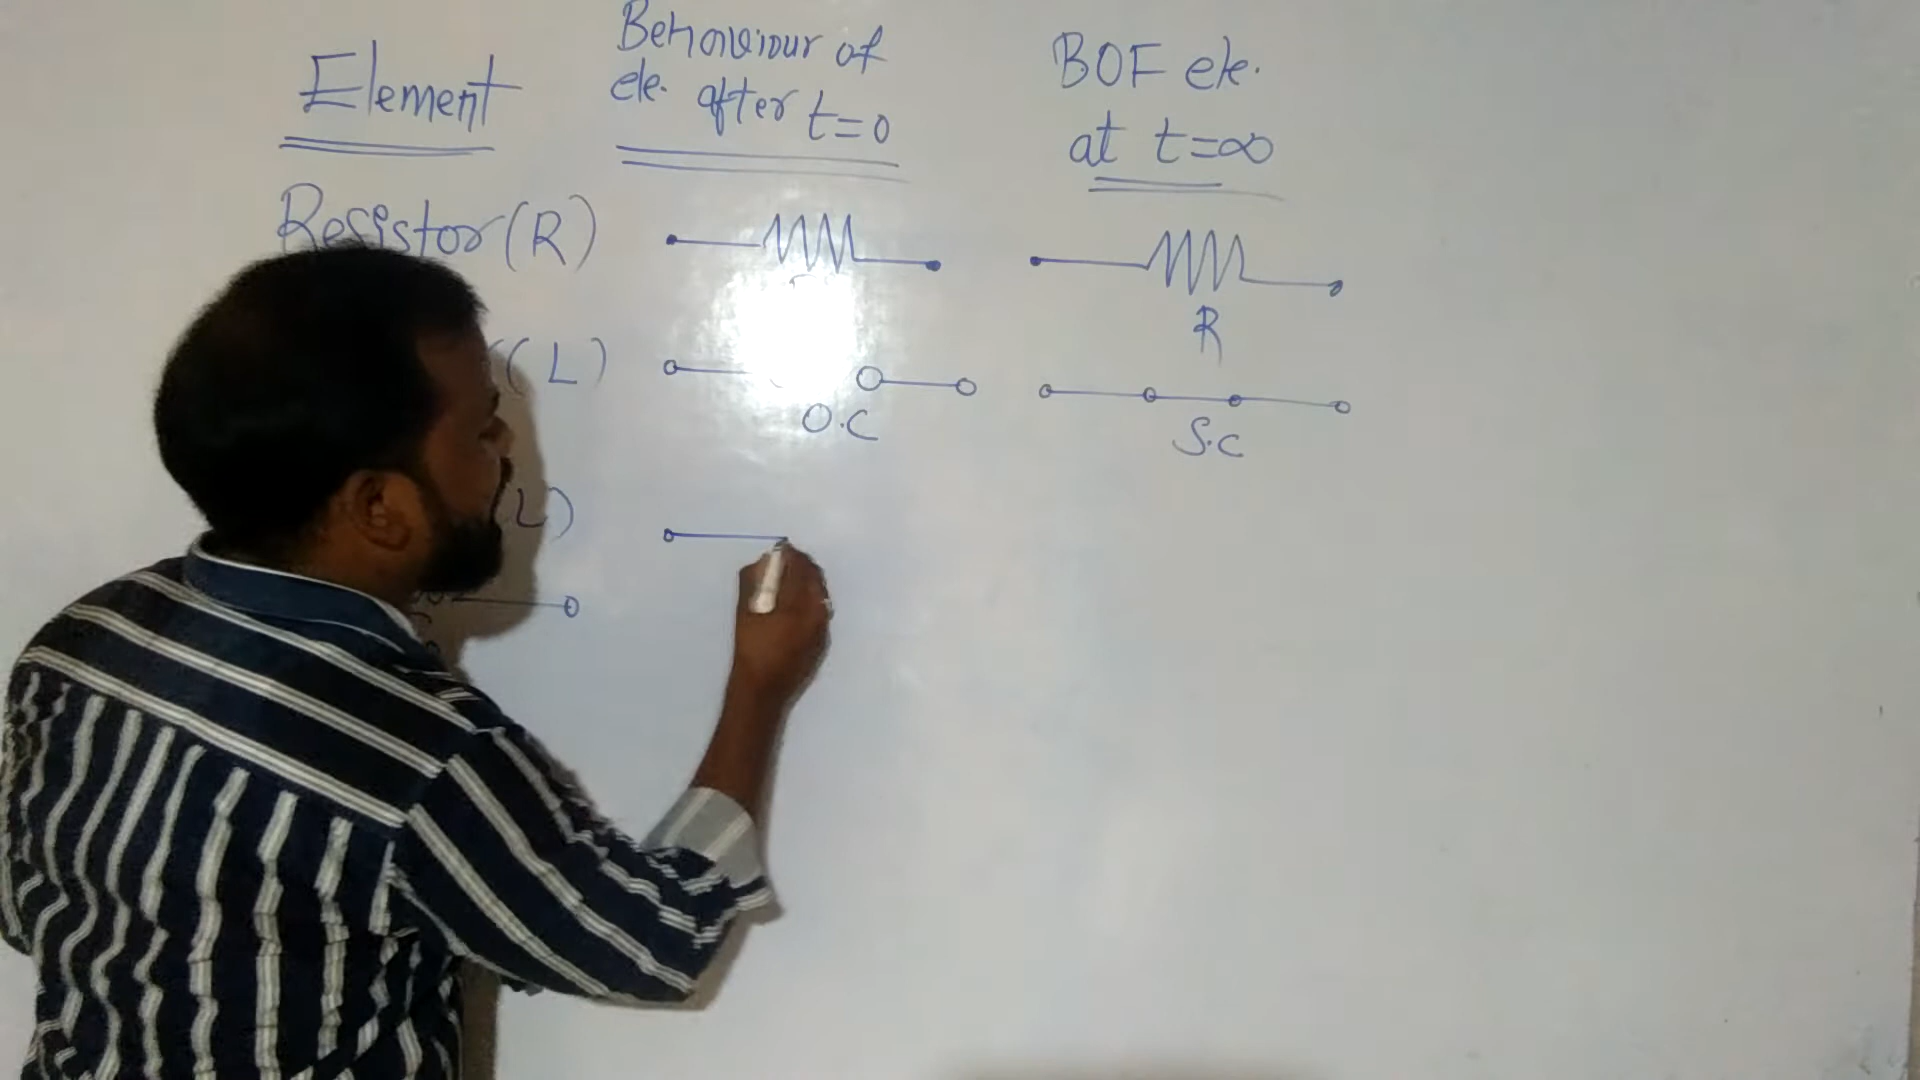 Element
Behaviour of
ele. after t=0
BOF ele.
at t=∞
Resistor (R)
R
(L)
O.C
S.C
(L)